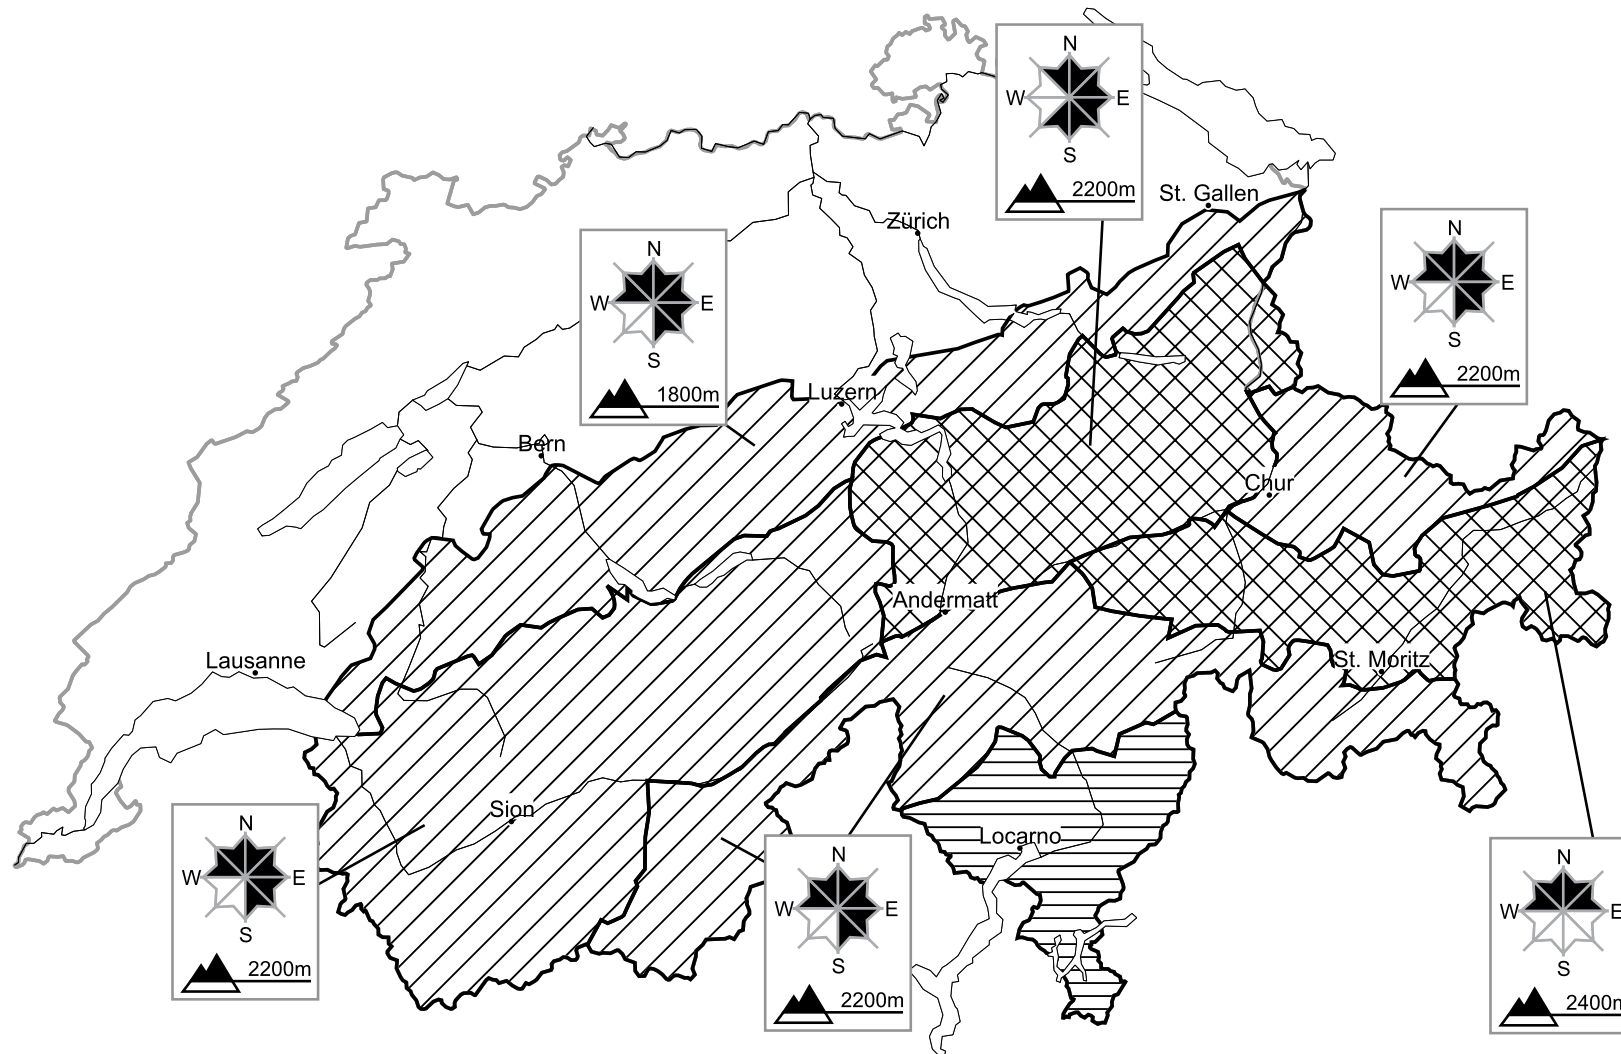 N
W E
S
2200m
St. Gallen
Zürich
N
W E
S
2200m
N
W E
S
1800m
Luzern
Bern
Chur
Andermatt
Lausanne
St. Moritz
Sion
Locarno
N
W E
S
2200m
N
W E
S
2200m
N
W E
S
2400m